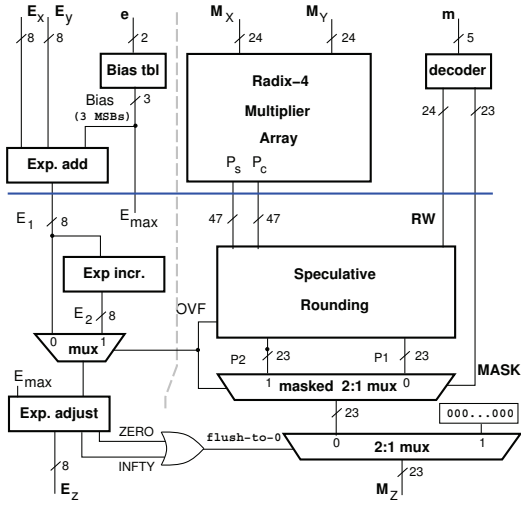 E_x E_y e M_X M_Y m
8 8 2 24 24 5
Bias tbl
Radix-4
Multiplier
Array
decoder
Bias 3
(3 MSBs)
24 23
Exp. add
P_s P_c
E_1 8
E_max
47 47
RW
Exp incr.
Speculative
Rounding
E_2 8
OVF
0 1
mux
P2 23
P1 23
MASK
1 masked 2:1 mux 0
E_max
Exp. adjust
23
000...000
ZERO
flush-to-0
INFTY
0 2:1 mux 1
8
23
E_z
M_Z